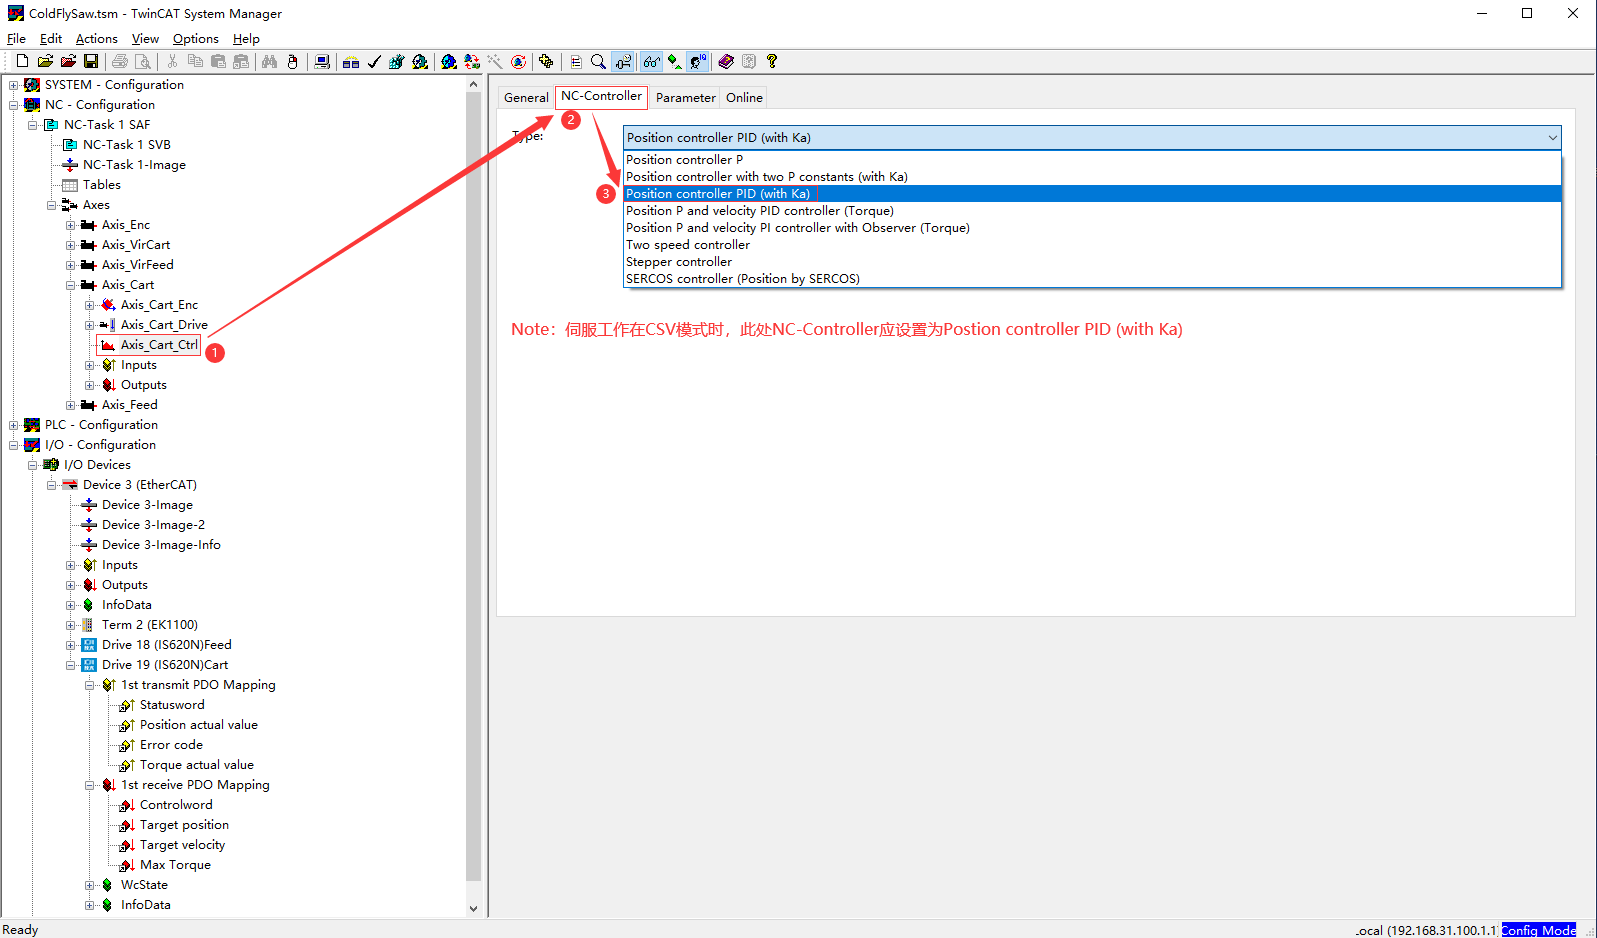 ColdFlySaw.tsm - TwinCAT System Manager
File Edit Actions View Options Help
SYSTEM - Configuration
NC - Configuration
NC-Task 1 SAF
NC-Task 1 SVB
NC-Task 1-Image
Tables
Axes
Axis_Enc
Axis_VirCart
Axis_VirFeed
Axis_Cart
Axis_Cart_Enc
Axis_Cart_Drive
Axis_Cart_Ctrl
1
Inputs
Outputs
Axis_Feed
PLC - Configuration
I/O - Configuration
I/O Devices
Device 3 (EtherCAT)
Device 3-Image
Device 3-Image-2
Device 3-Image-Info
Inputs
Outputs
InfoData
Term 2 (EK1100)
Drive 18 (IS620N)Feed
Drive 19 (IS620N)Cart
1st transmit PDO Mapping
Statusword
Position actual value
Error code
Torque actual value
1st receive PDO Mapping
Controlword
Target position
Target velocity
Max Torque
WcState
InfoData
General NC-Controller Parameter Online
2
Type:
Position controller PID (with Ka)
Position controller P
Position controller with two P constants (with Ka)
3
Position controller PID (with Ka)
Position P and velocity PID controller (Torque)
Position P and velocity PI controller with Observer (Torque)
Two speed controller
Stepper controller
SERCOS controller (Position by SERCOS)
Note：伺服工作在CSV模式时，此处NC-Controller应设置为Postion controller PID (with Ka)
Ready
ocal (192.168.31.100.1.1) Config Mode